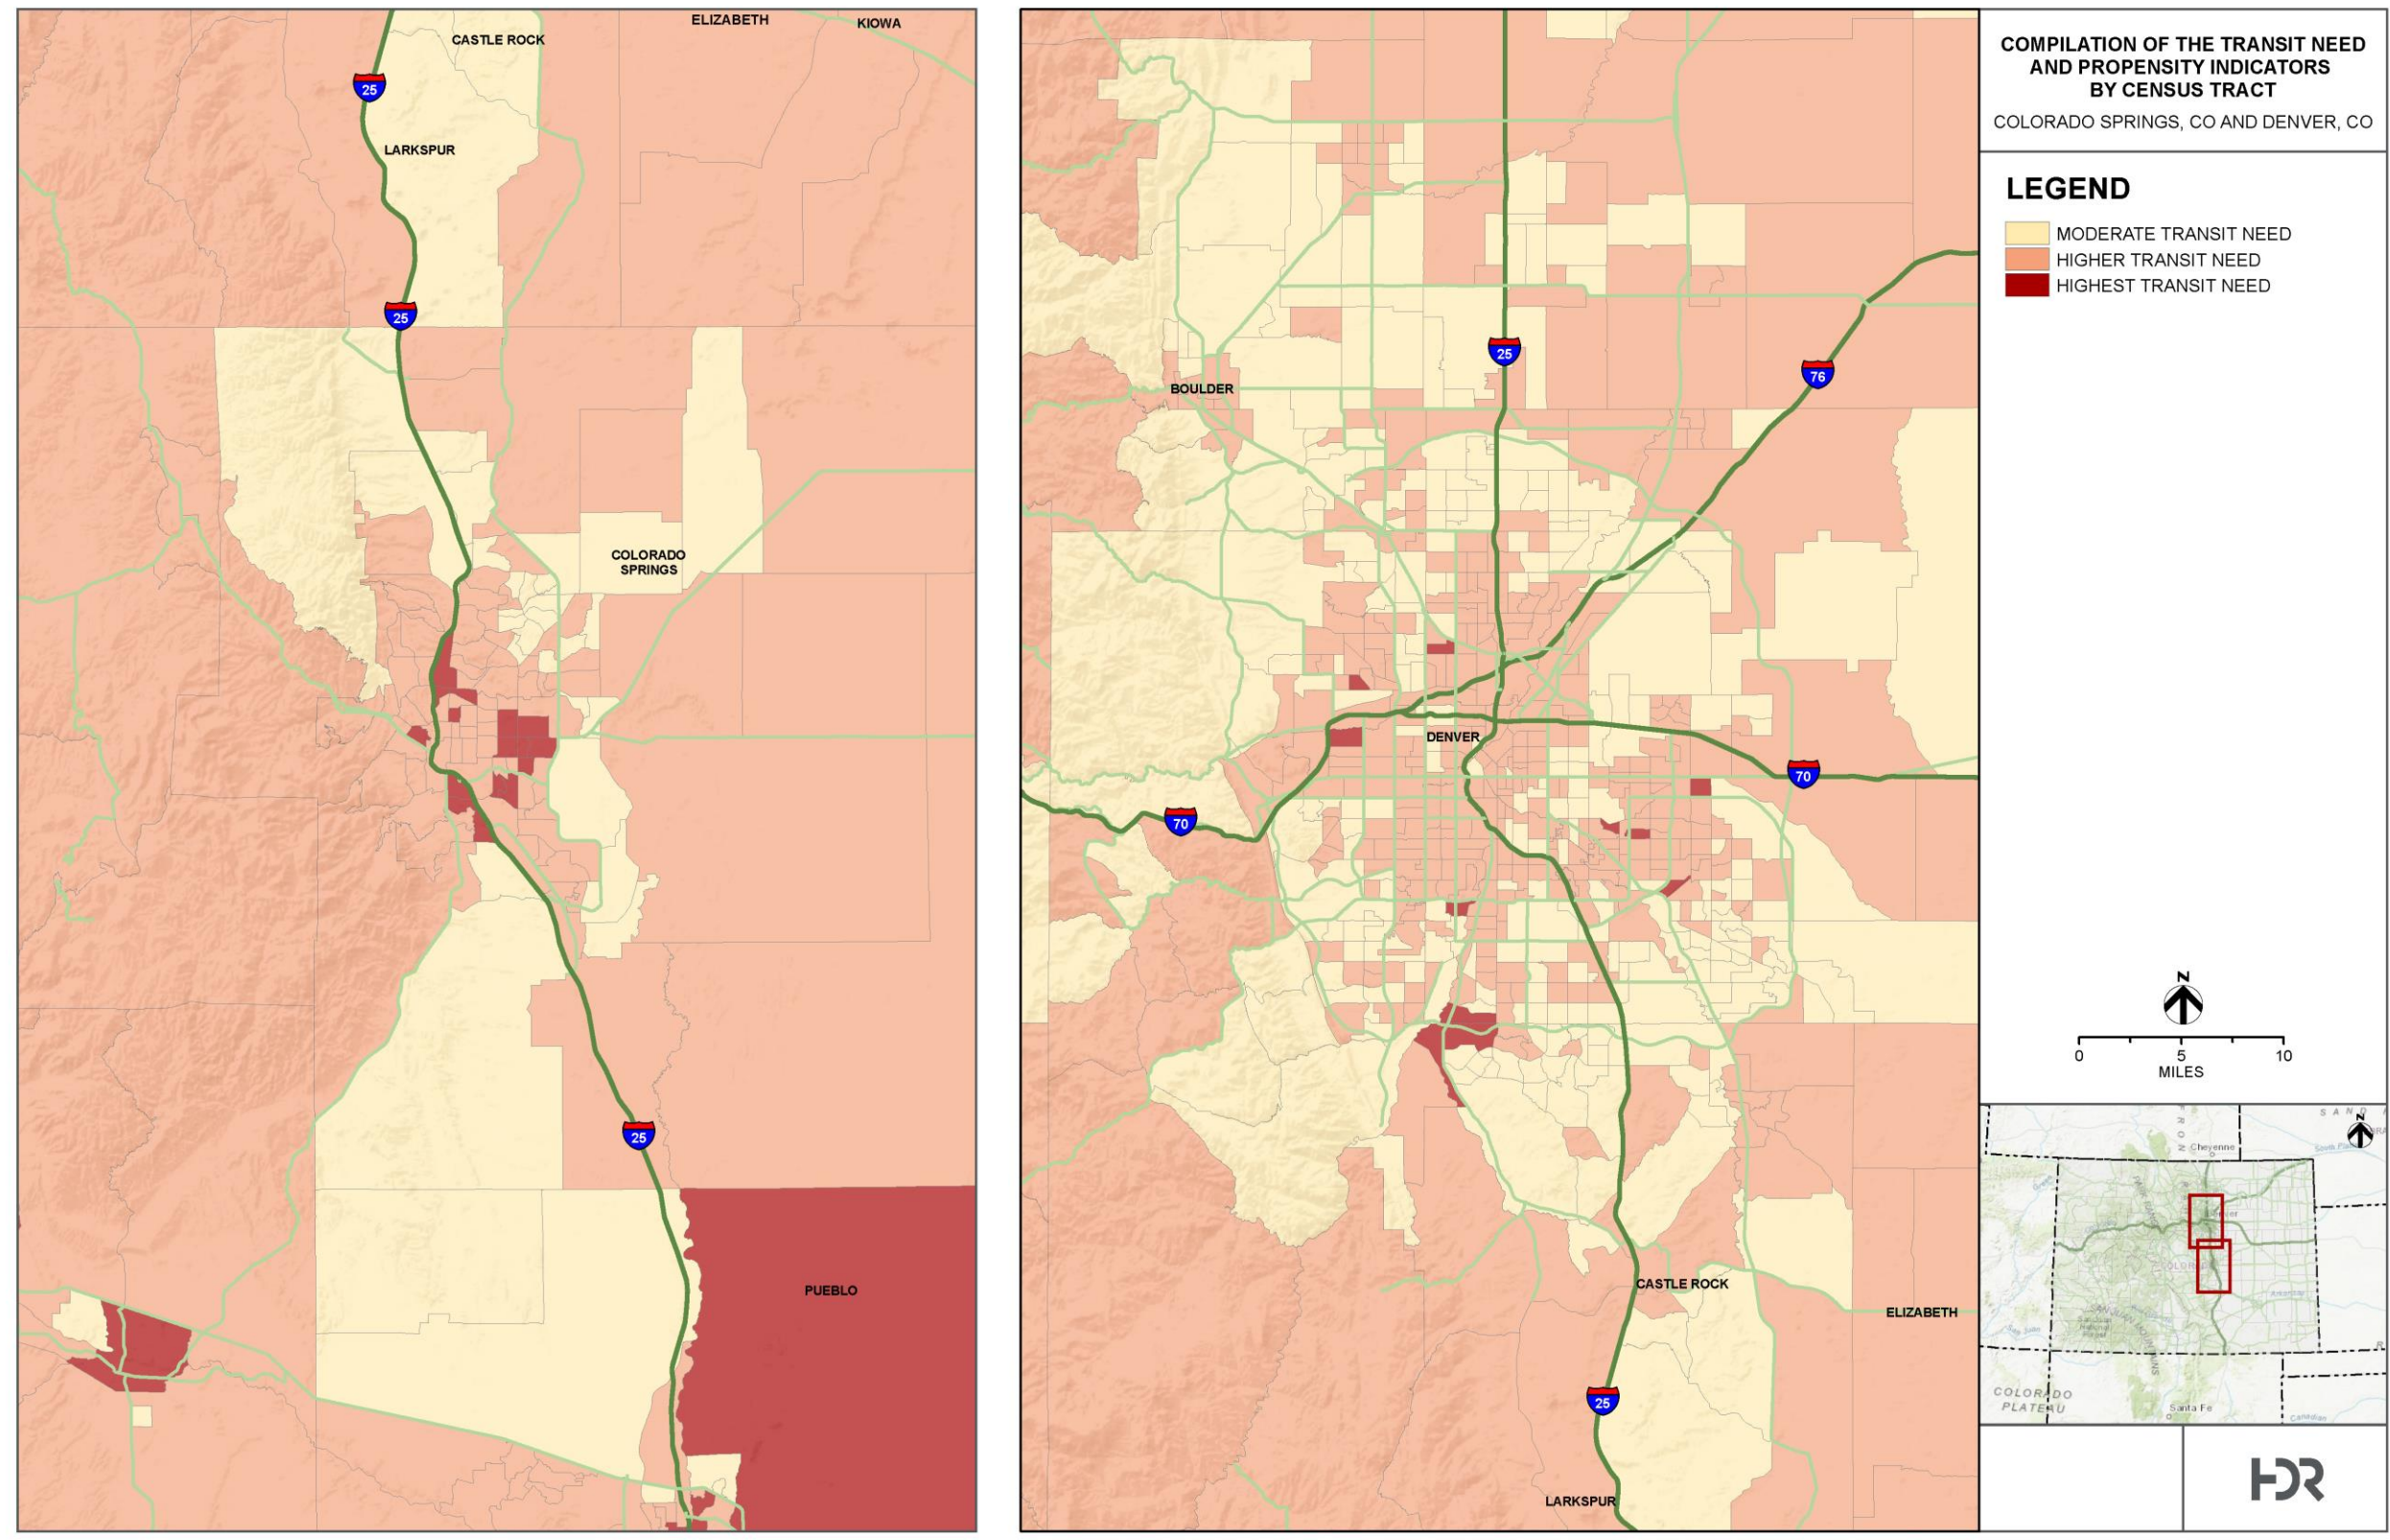 ELIZABETH
KIOWA
CASTLE ROCK
25
LARKSPUR
25
COLORADO
SPRINGS
25
PUEBLO
25
76
BOULDER
DENVER
70
70
CASTLE ROCK
ELIZABETH
25
LARKSPUR
COMPILATION OF THE TRANSIT NEED
AND PROPENSITY INDICATORS
BY CENSUS TRACT
COLORADO SPRINGS, CO AND DENVER, CO
LEGEND
MODERATE TRANSIT NEED
HIGHER TRANSIT NEED
HIGHEST TRANSIT NEED
N
0 5 10
MILES
N
Cheyenne
COLORADO
PLATEAU
Santa Fe
Canadian
HDR